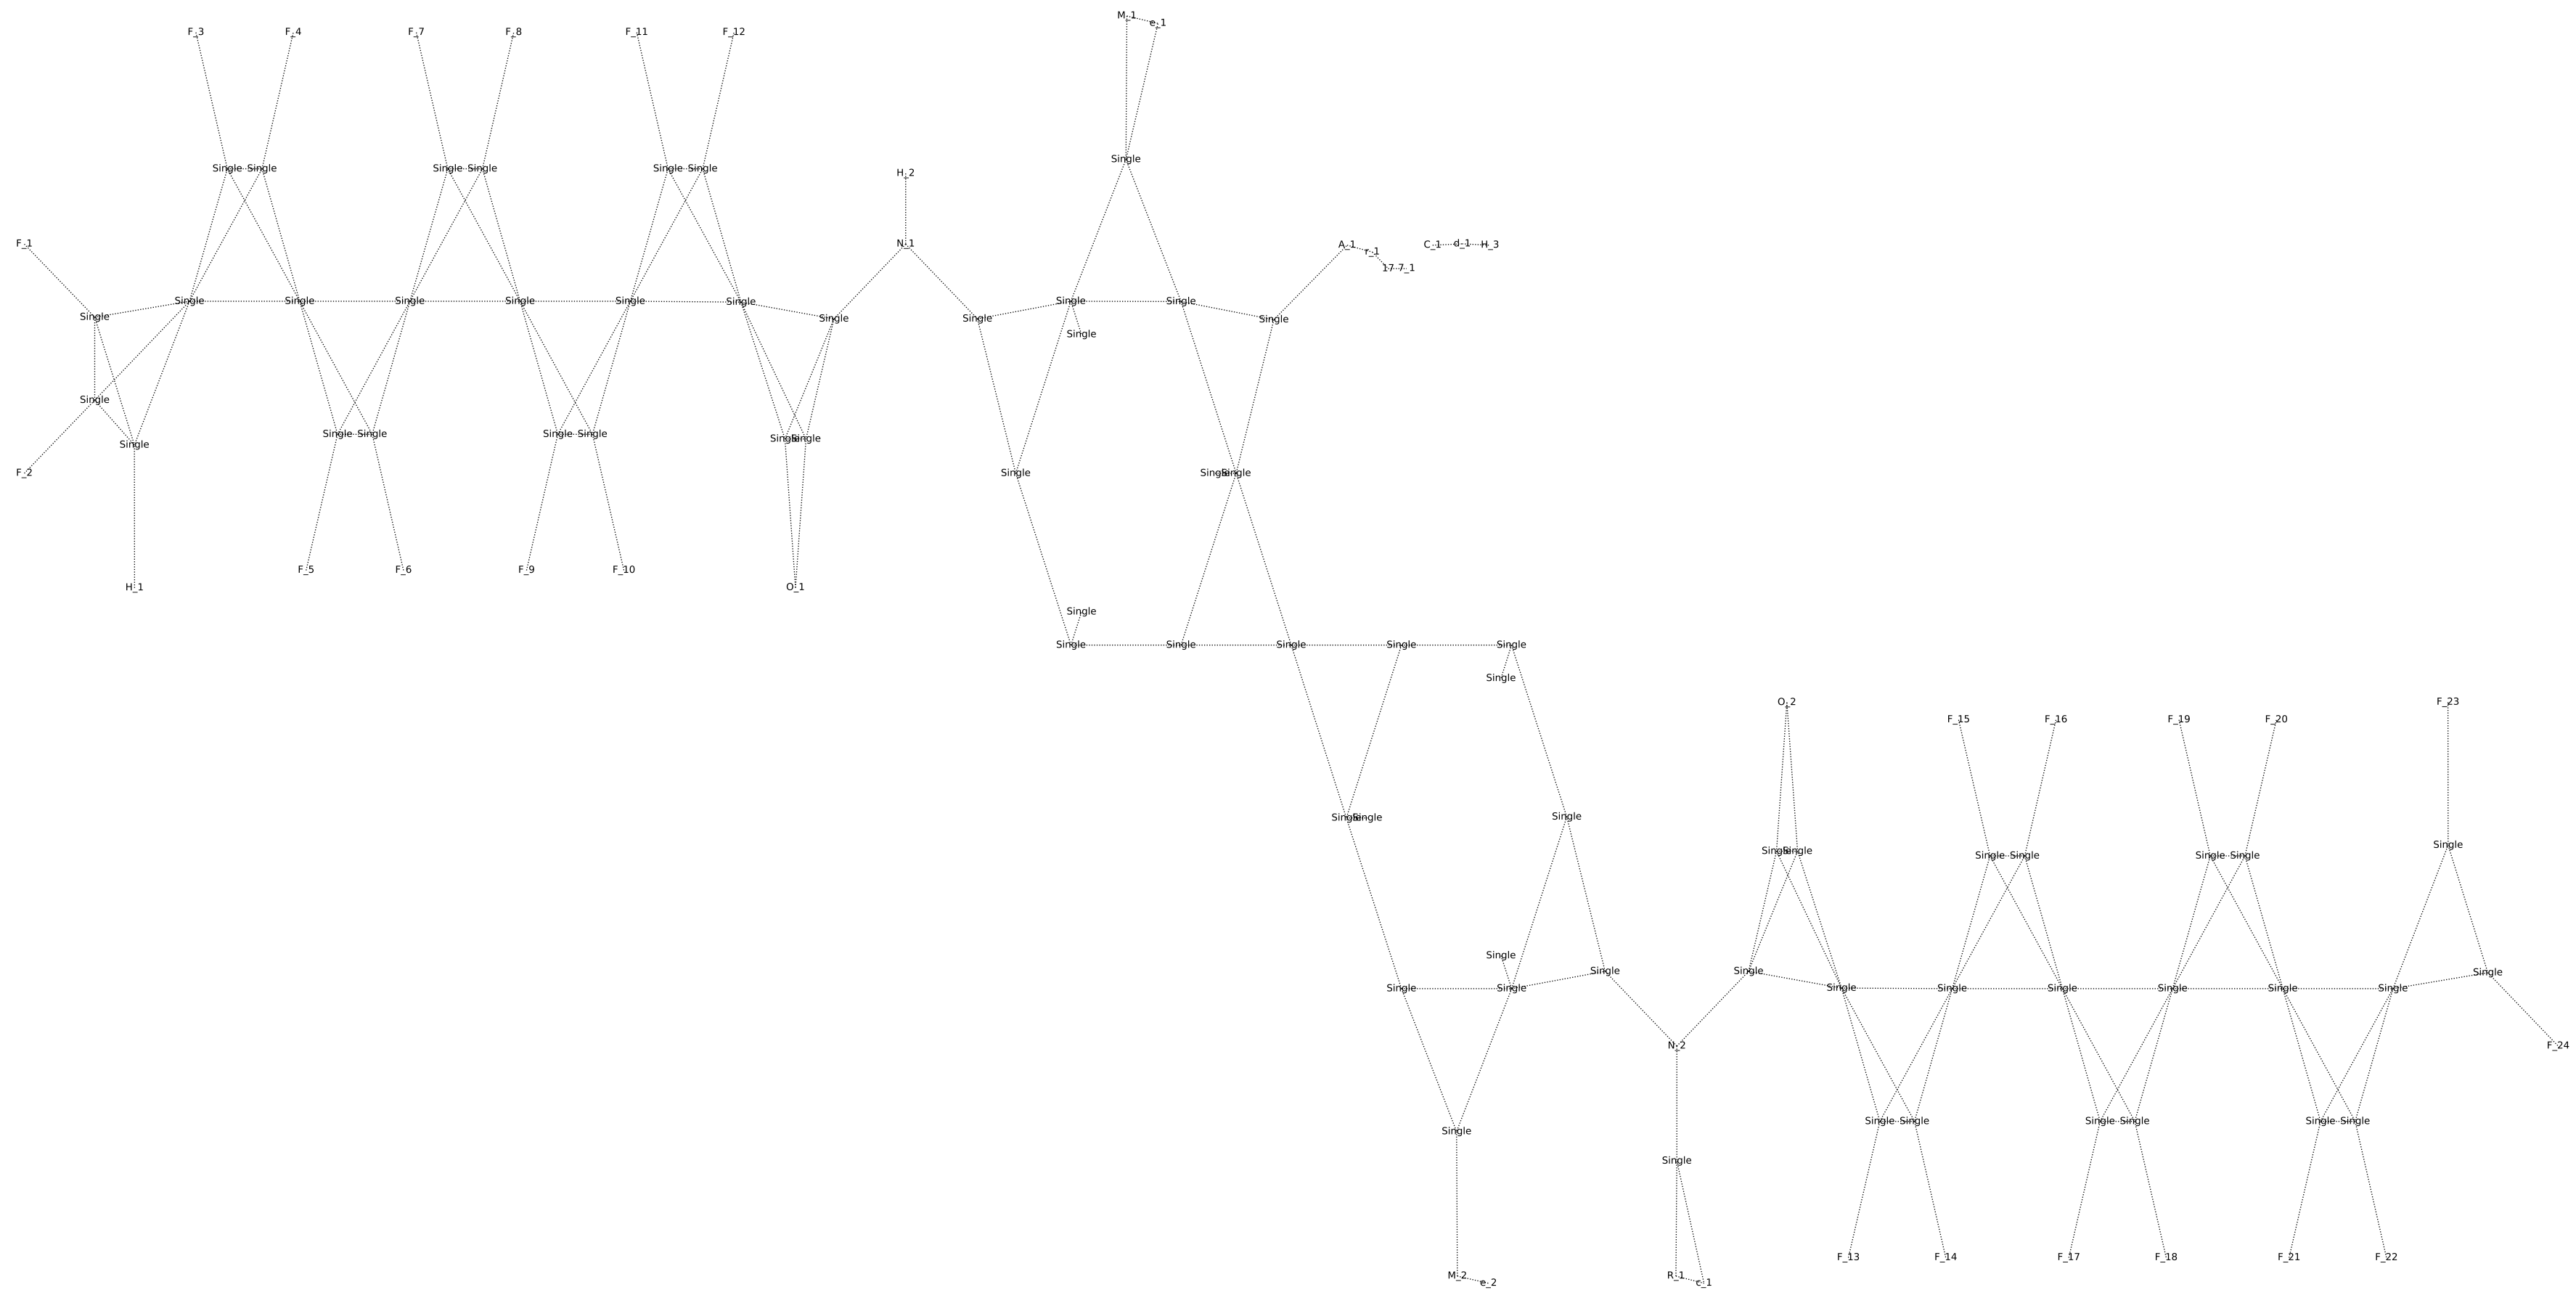 M_1 e_1
F_3 F_4 F_7 F_8 F_11 F_12
Single
Single Single Single Single Single Single
H_2
F_1 N_1 A_1 r_1 C_1 d_1 H_3
17 7_1
Single Single Single Single Single Single Single Single
Single Single Single Single
Single
Single
Single Single Single Single Single Single
Single
Single Single Single
F_2
F_5 F_6 F_9 F_10
H_1 O_1
Single
Single Single Single Single Single
Single
O_2 F_23
F_15 F_16 F_19 F_20
Single Single Single
Single
Single Single Single Single Single Single
Single
Single Single Single
Single Single Single Single Single Single Single Single
N_2 F_24
Single Single Single Single Single Single
Single
Single
F_13 F_14 F_17 F_18 F_21 F_22
M_2 e_2 R_1 c_1